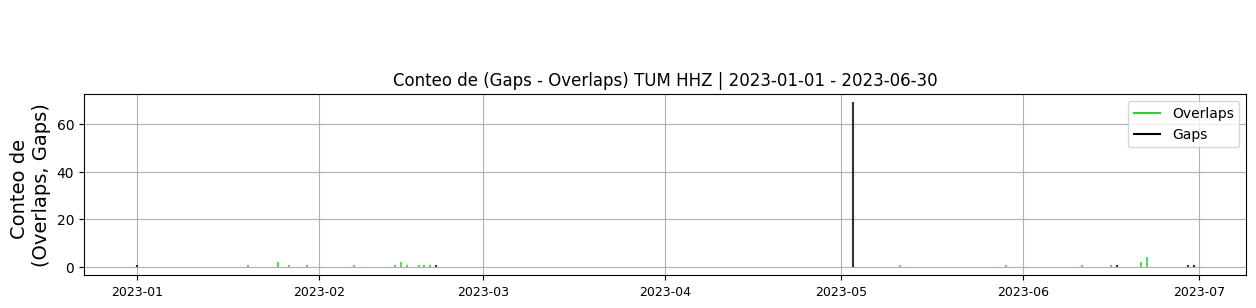 Conteo de (Gaps - Overlaps) TUM HHZ | 2023-01-01 - 2023-06-30
Conteo de
(Overlaps, Gaps)
60
40
20
0
Overlaps
Gaps
2023-01
2023-02
2023-03
2023-04
2023-05
2023-06
2023-07